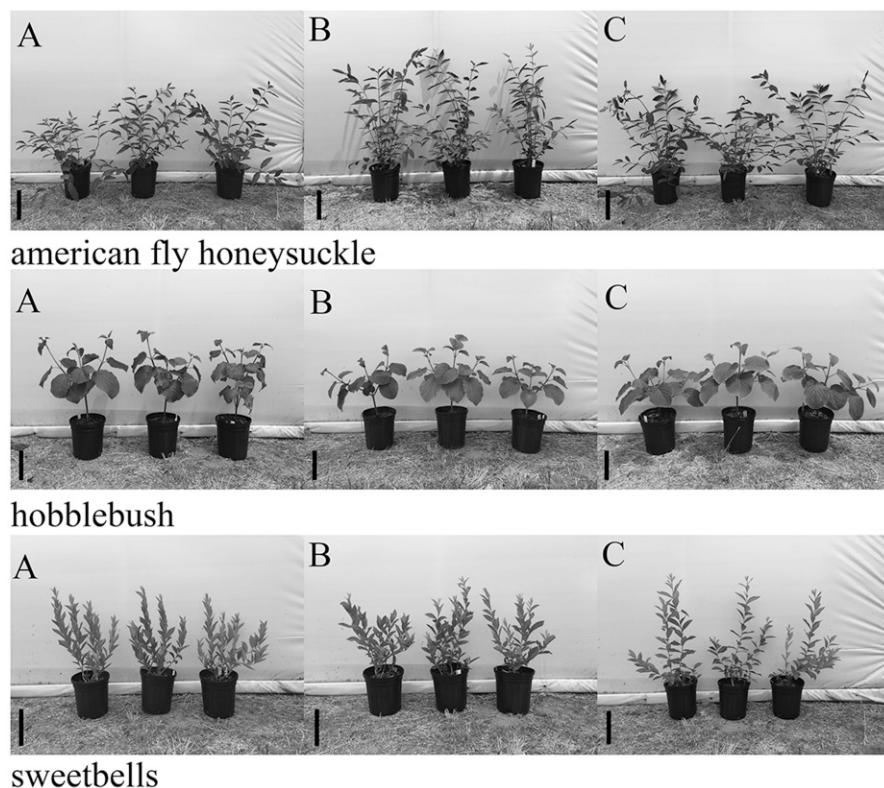 A B C
american fly honeysuckle
A B C
hobblebush
A B C
sweetbells